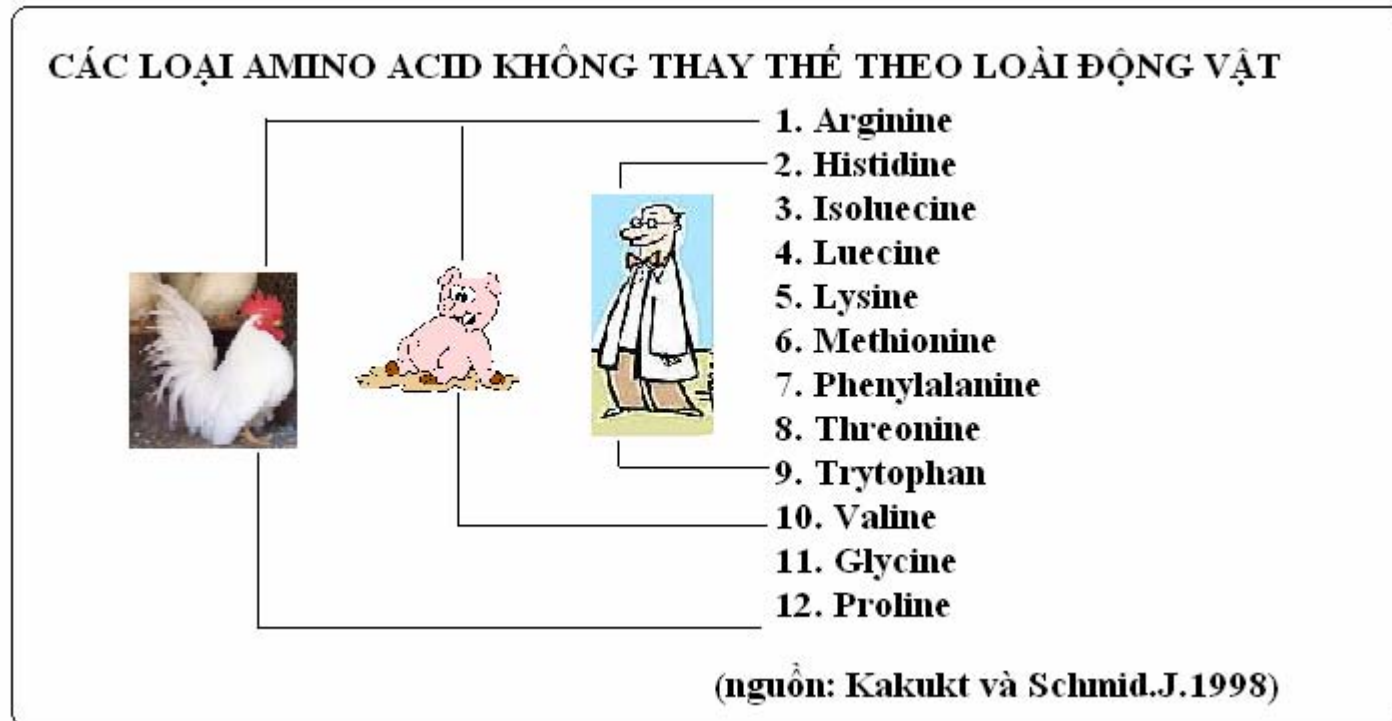 CÁC LOẠI AMINO ACID KHÔNG THAY THẾ THEO LOÀI ĐỘNG VẬT
1. Arginine
2. Histidine
3. Isoluecine
4. Luecine
5. Lysine
6. Methionine
7. Phenylalanine
8. Threonine
9. Trytophan
10. Valine
11. Glycine
12. Proline
(nguồn: Kakukt và Schmid.J.1998)